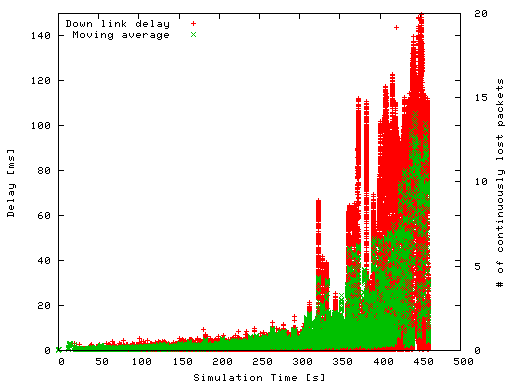 Down link delay
Moving average
140
120
100
80
60
40
20
0
20
15
10
5
0
0 50 100 150 200 250 300 350 400 450 500
Delay [ms]
# of continuously lost packets
Simulation Time [s]